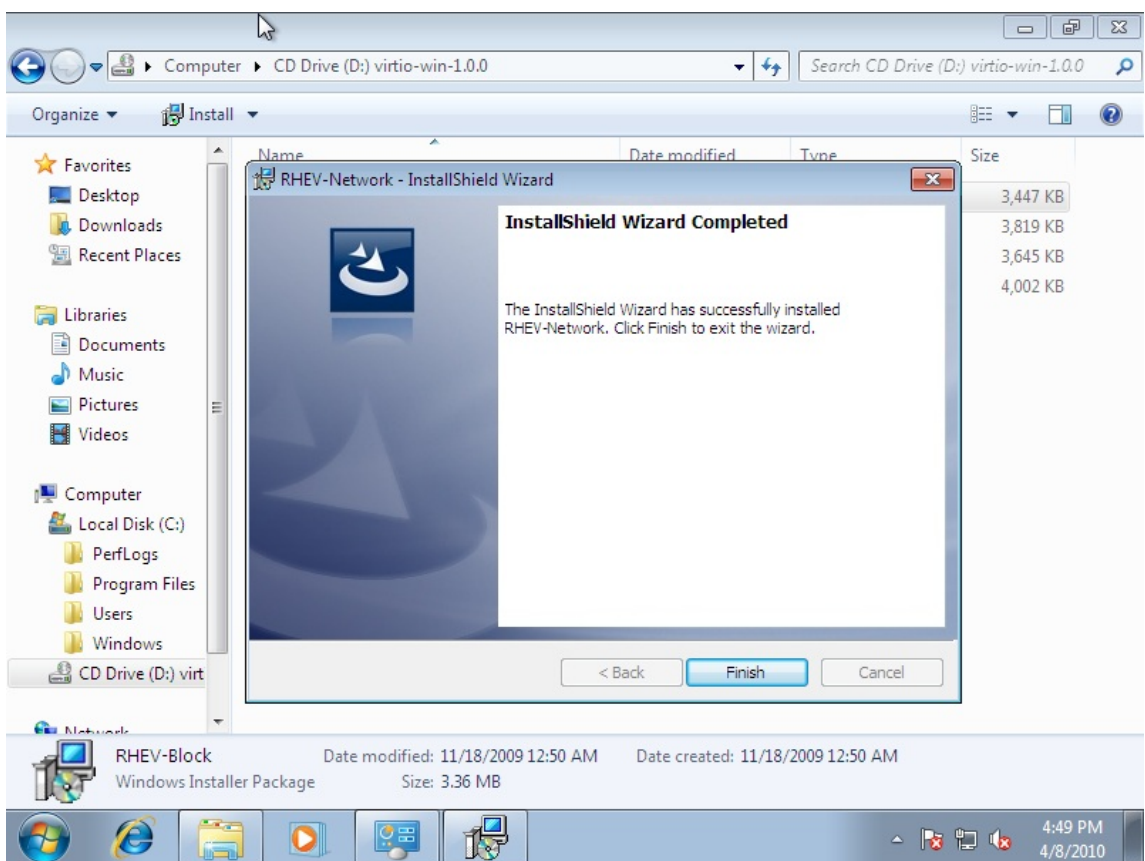 Computer ▸ CD Drive (D:) virtio-win-1.0.0
Search CD Drive (D:) virtio-win-1.0.0
Organize
Install
Name
Date modified
Type
Size
Favorites
Desktop
Downloads
Recent Places
Libraries
Documents
Music
Pictures
Videos
Computer
Local Disk (C:)
PerfLogs
Program Files
Users
Windows
CD Drive (D:) virt
Network
3,447 KB
3,819 KB
3,645 KB
4,002 KB
RHEV-Network - InstallShield Wizard
InstallShield Wizard Completed
The InstallShield Wizard has successfully installed
RHEV-Network. Click Finish to exit the wizard.
< Back
Finish
Cancel
RHEV-Block
Date modified: 11/18/2009 12:50 AM
Date created: 11/18/2009 12:50 AM
Windows Installer Package
Size: 3.36 MB
4:49 PM
4/8/2010